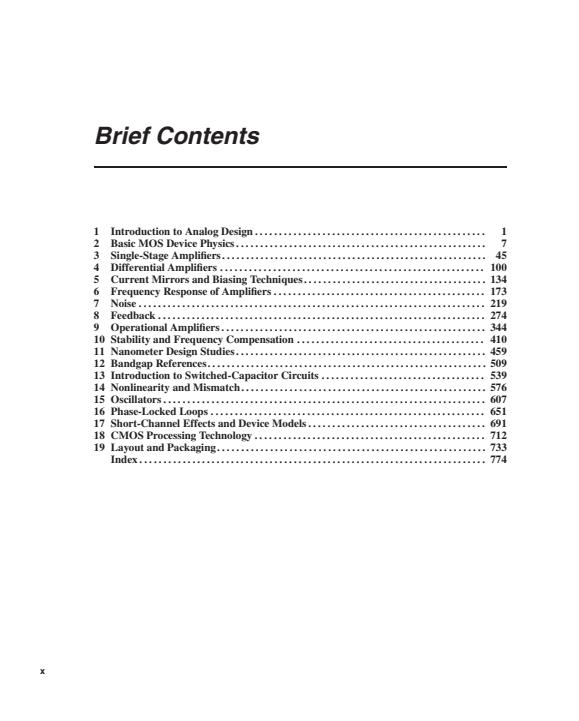 Brief Contents
1 Introduction to Analog Design ................................................ 1
2 Basic MOS Device Physics .................................................... 7
3 Single-Stage Amplifiers ....................................................... 45
4 Differential Amplifiers ....................................................... 100
5 Current Mirrors and Biasing Techniques ...................................... 134
6 Frequency Response of Amplifiers ............................................ 173
7 Noise ........................................................................ 219
8 Feedback .................................................................... 274
9 Operational Amplifiers ....................................................... 344
10 Stability and Frequency Compensation ....................................... 410
11 Nanometer Design Studies .................................................... 459
12 Bandgap References .......................................................... 509
13 Introduction to Switched-Capacitor Circuits .................................. 539
14 Nonlinearity and Mismatch ................................................... 576
15 Oscillators .................................................................. 607
16 Phase-Locked Loops ......................................................... 651
17 Short-Channel Effects and Device Models ..................................... 691
18 CMOS Processing Technology ................................................ 712
19 Layout and Packaging ........................................................ 733
Index ........................................................................ 774
x